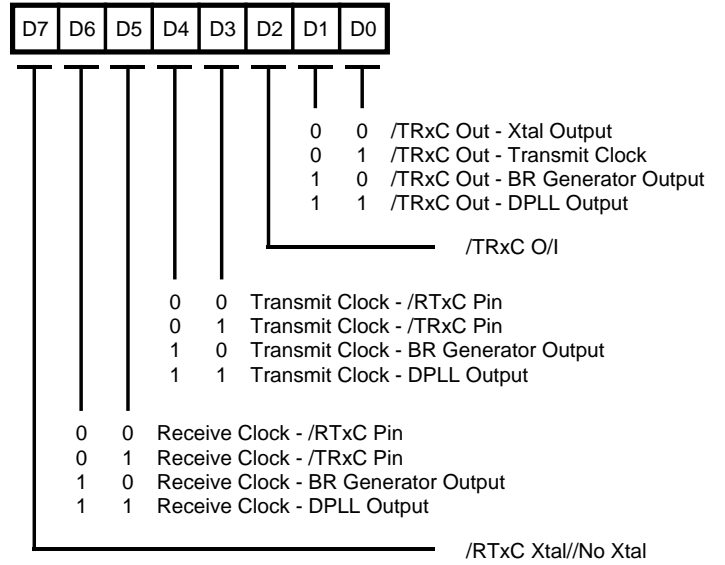 D7 D6 D5 D4 D3 D2 D1 D0
0 0 /TRxC Out - Xtal Output
0 1 /TRxC Out - Transmit Clock
1 0 /TRxC Out - BR Generator Output
1 1 /TRxC Out - DPLL Output
/TRxC O/I
0 0 Transmit Clock - /RTxC Pin
0 1 Transmit Clock - /TRxC Pin
1 0 Transmit Clock - BR Generator Output
1 1 Transmit Clock - DPLL Output
0 0 Receive Clock - /RTxC Pin
0 1 Receive Clock - /TRxC Pin
1 0 Receive Clock - BR Generator Output
1 1 Receive Clock - DPLL Output
/RTxC Xtal//No Xtal